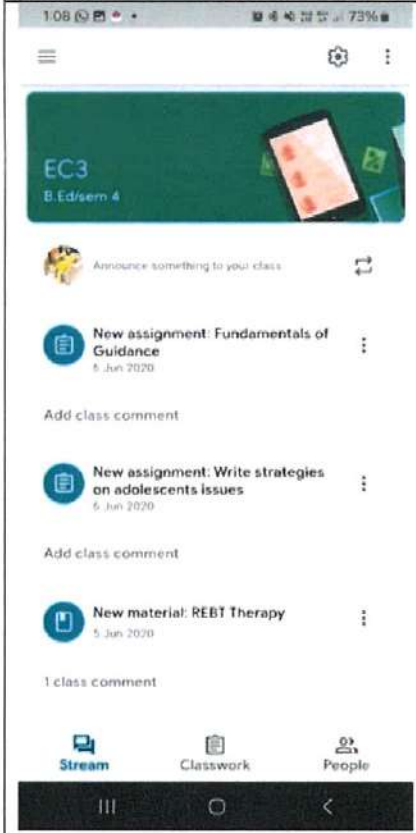 1:08 73%
EC3
B.Ed/sem 4
Announce something to your class
New assignment: Fundamentals of
Guidance
6 Jun 2020
Add class comment
New assignment: Write strategies
on adolescents issues
6 Jun 2020
Add class comment
New material: REBT Therapy
5 Jun 2020
1 class comment
Stream Classwork People